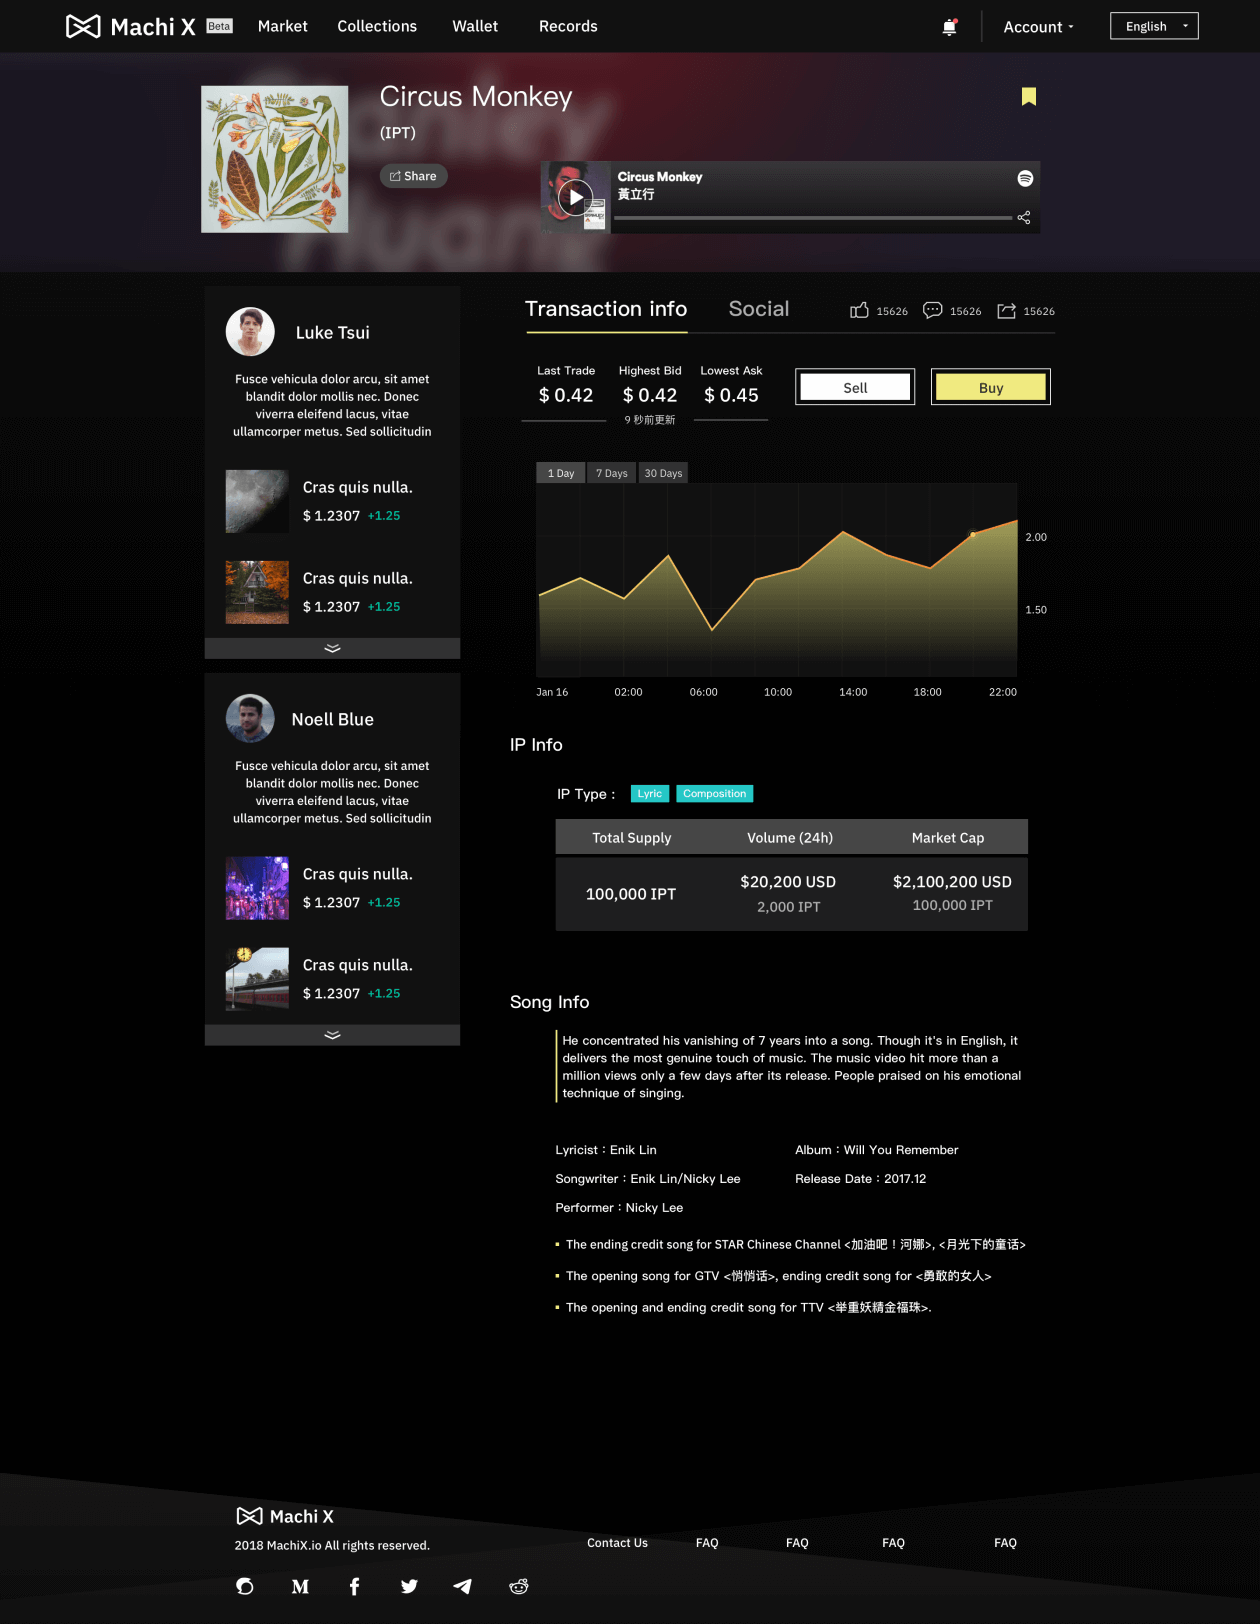 Machi X Beta Market Collections Wallet Records Account English
Circus Monkey
(IPT)
Share
Circus Monkey
黃立行
Luke Tsui
Fusce vehicula dolor arcu, sit amet
blandit dolor mollis nec. Donec
viverra eleifend lacus, vitae
ullamcorper metus. Sed sollicitudin
Cras quis nulla.
$ 1.2307 +1.25
Cras quis nulla.
$ 1.2307 +1.25
Noell Blue
Fusce vehicula dolor arcu, sit amet
blandit dolor mollis nec. Donec
viverra eleifend lacus, vitae
ullamcorper metus. Sed sollicitudin
Cras quis nulla.
$ 1.2307 +1.25
Cras quis nulla.
$ 1.2307 +1.25
Transaction info Social 15626 15626 15626
Last Trade Highest Bid Lowest Ask
$ 0.42 $ 0.42 $ 0.45
9 秒前更新
Sell Buy
1 Day 7 Days 30 Days
2.00
1.50
Jan 16 02:00 06:00 10:00 14:00 18:00 22:00
IP Info
IP Type : Lyric Composition
Total Supply Volume (24h) Market Cap
100,000 IPT $20,200 USD $2,100,200 USD
2,000 IPT 100,000 IPT
Song Info
He concentrated his vanishing of 7 years into a song. Though it's in English, it
delivers the most genuine touch of music. The music video hit more than a
million views only a few days after its release. People praised on his emotional
technique of singing.
Lyricist：Enik Lin Album：Will You Remember
Songwriter：Enik Lin/Nicky Lee Release Date：2017.12
Performer：Nicky Lee
The ending credit song for STAR Chinese Channel <加油吧！河娜>, <月光下的童话>
The opening song for GTV <悄悄话>, ending credit song for <勇敢的女人>
The opening and ending credit song for TTV <举重妖精金福珠>.
Machi X
2018 MachiX.io All rights reserved.
Contact Us FAQ FAQ FAQ FAQ